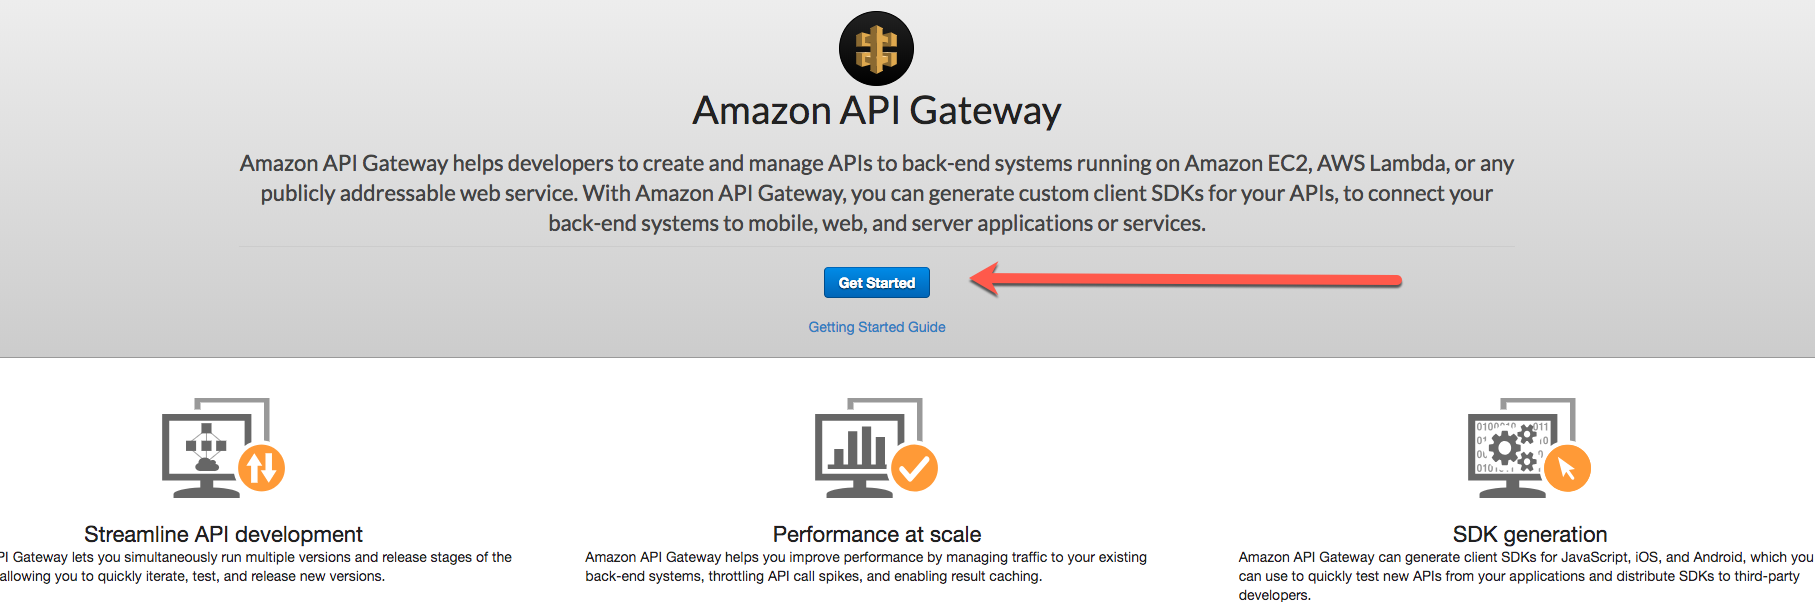 Amazon API Gateway
Amazon API Gateway helps developers to create and manage APIs to back-end systems running on Amazon EC2, AWS Lambda, or any
publicly addressable web service. With Amazon API Gateway, you can generate custom client SDKs for your APIs, to connect your
back-end systems to mobile, web, and server applications or services.
Get Started
Getting Started Guide
Streamline API development
PI Gateway lets you simultaneously run multiple versions and release stages of the
allowing you to quickly iterate, test, and release new versions.
Performance at scale
Amazon API Gateway helps you improve performance by managing traffic to your existing
back-end systems, throttling API call spikes, and enabling result caching.
SDK generation
Amazon API Gateway can generate client SDKs for JavaScript, iOS, and Android, which you
can use to quickly test new APIs from your applications and distribute SDKs to third-party
developers.